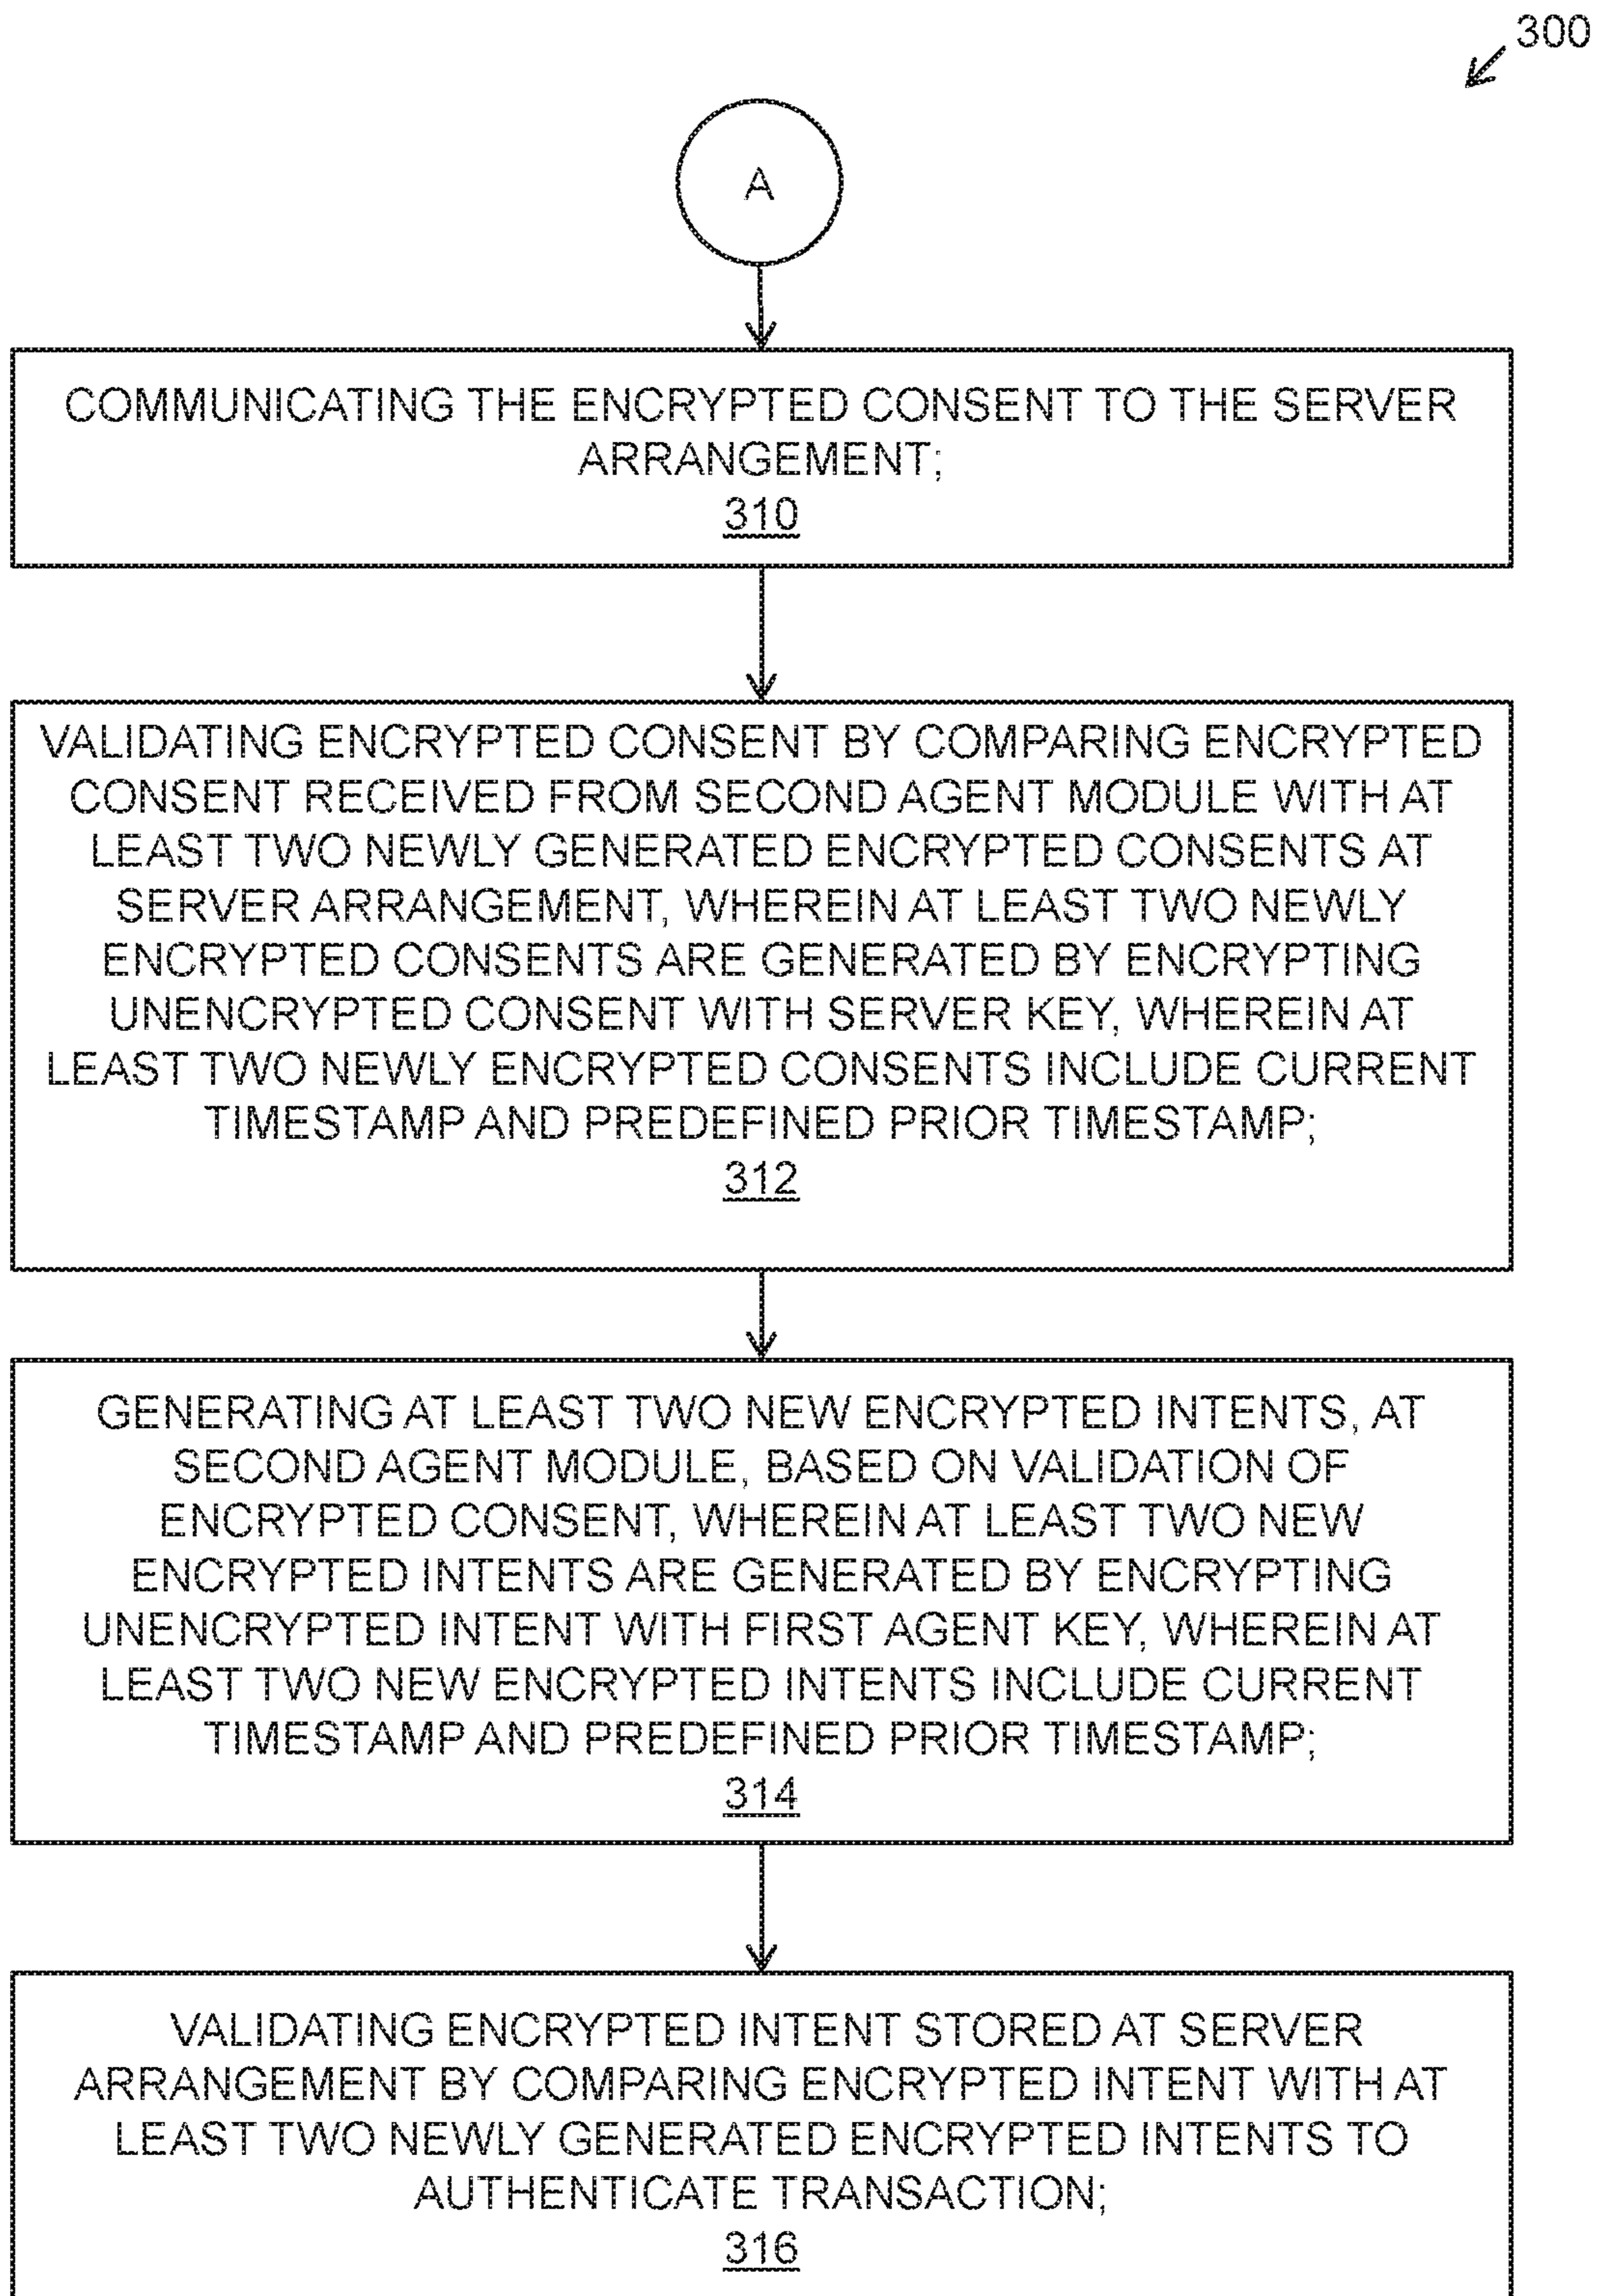 300
A
COMMUNICATING THE ENCRYPTED CONSENT TO THE SERVER
ARRANGEMENT;
310
VALIDATING ENCRYPTED CONSENT BY COMPARING ENCRYPTED
CONSENT RECEIVED FROM SECOND AGENT MODULE WITH AT
LEAST TWO NEWLY GENERATED ENCRYPTED CONSENTS AT
SERVER ARRANGEMENT, WHEREIN AT LEAST TWO NEWLY
ENCRYPTED CONSENTS ARE GENERATED BY ENCRYPTING
UNENCRYPTED CONSENT WITH SERVER KEY, WHEREIN AT
LEAST TWO NEWLY ENCRYPTED CONSENTS INCLUDE CURRENT
TIMESTAMP AND PREDEFINED PRIOR TIMESTAMP;
312
GENERATING AT LEAST TWO NEW ENCRYPTED INTENTS, AT
SECOND AGENT MODULE, BASED ON VALIDATION OF
ENCRYPTED CONSENT, WHEREIN AT LEAST TWO NEW
ENCRYPTED INTENTS ARE GENERATED BY ENCRYPTING
UNENCRYPTED INTENT WITH FIRST AGENT KEY, WHEREIN AT
LEAST TWO NEW ENCRYPTED INTENTS INCLUDE CURRENT
TIMESTAMP AND PREDEFINED PRIOR TIMESTAMP;
314
VALIDATING ENCRYPTED INTENT STORED AT SERVER
ARRANGEMENT BY COMPARING ENCRYPTED INTENT WITH AT
LEAST TWO NEWLY GENERATED ENCRYPTED INTENTS TO
AUTHENTICATE TRANSACTION;
316